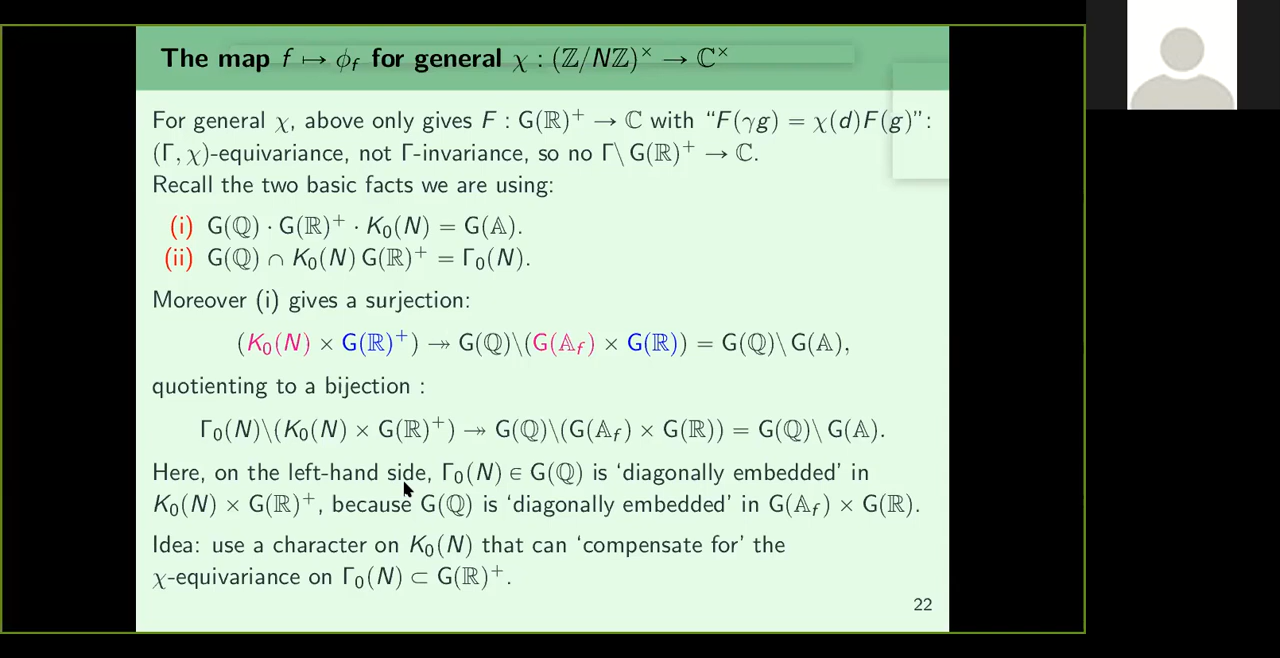 The map f ↦ ϕ_f for general χ : (ℤ/Nℤ)^× → ℂ^×
For general χ, above only gives F : G(ℝ)^+ → ℂ with “F(γg) = χ(d)F(g)”:
(Γ, χ)-equivariance, not Γ-invariance, so no Γ\ G(ℝ)^+ → ℂ.
Recall the two basic facts we are using:
(i) G(ℚ) · G(ℝ)^+ · K_0(N) = G(𝔸).
(ii) G(ℚ) ∩ K_0(N) G(ℝ)^+ = Γ_0(N).
Moreover (i) gives a surjection:
(K_0(N) × G(ℝ)^+) ↠ G(ℚ)\(G(𝔸_f) × G(ℝ)) = G(ℚ)\ G(𝔸),
quotienting to a bijection :
Γ_0(N)\(K_0(N) × G(ℝ)^+) ↠ G(ℚ)\(G(𝔸_f) × G(ℝ)) = G(ℚ)\ G(𝔸).
Here, on the left-hand side, Γ_0(N) ∈ G(ℚ) is ‘diagonally embedded’ in
K_0(N) × G(ℝ)^+, because G(ℚ) is ‘diagonally embedded’ in G(𝔸_f) × G(ℝ).
Idea: use a character on K_0(N) that can ‘compensate for’ the
χ-equivariance on Γ_0(N) ⊂ G(ℝ)^+.
22